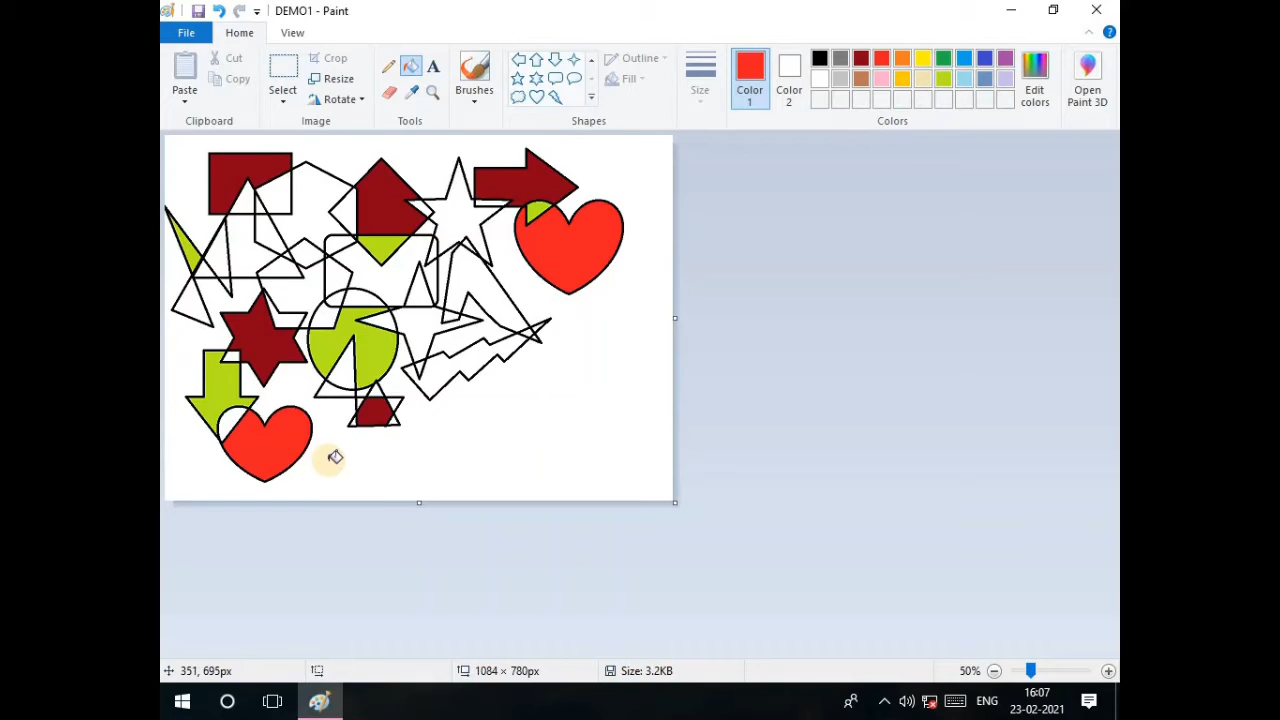 DEMO1 - Paint
File Home View
Paste
Cut
Copy
Clipboard
Select
Crop
Resize
Rotate
Image
A
Tools
Brushes
Outline
Fill
Shapes
Size
Color 1
Color 2
Edit colors
Colors
Open Paint 3D
351, 695px
1084 × 780px
Size: 3.2KB
50%
ENG
16:07
23-02-2021